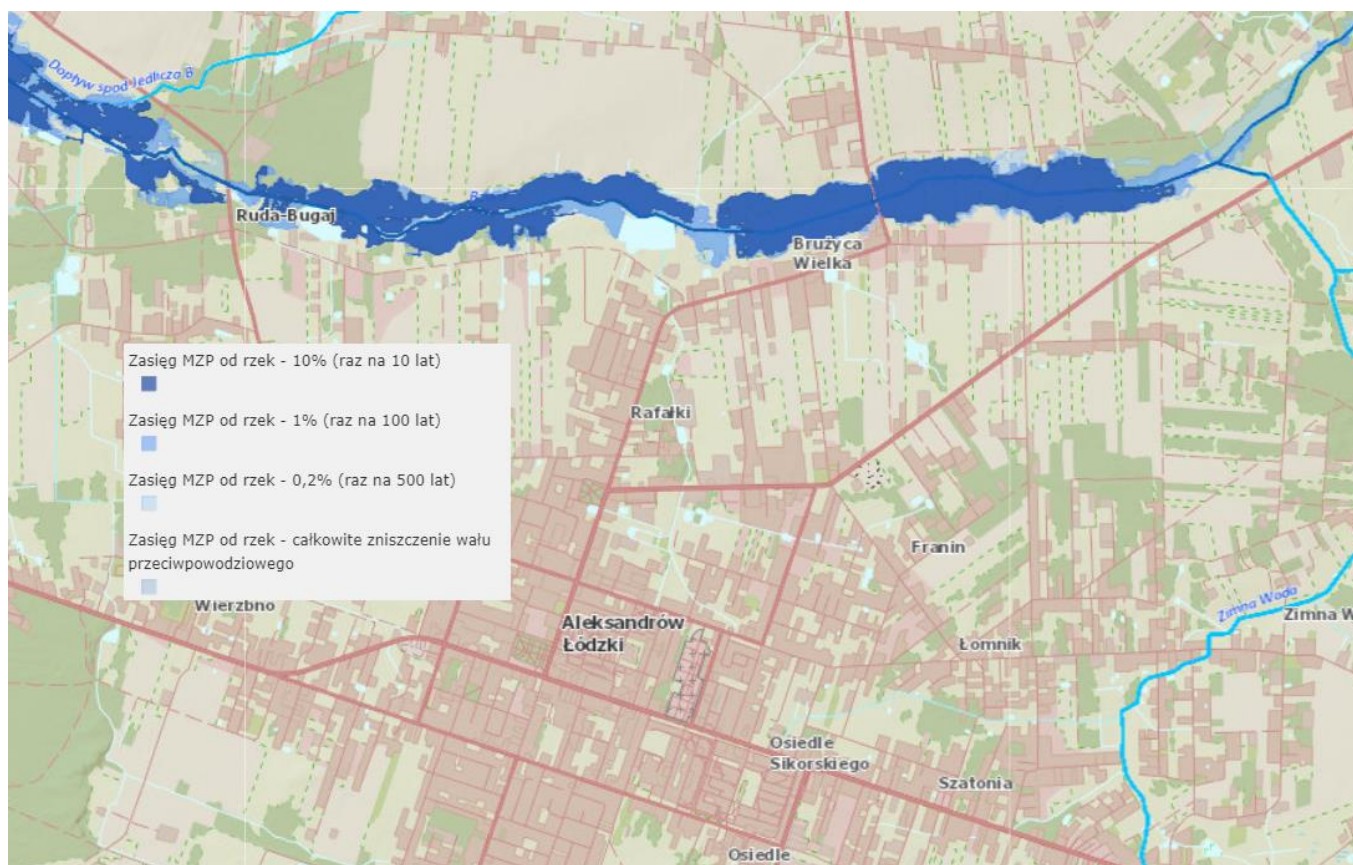 Dopływ spod Jedlicza B
Ruda-Bugaj
Brużyca
Wielka
Zasięg MZP od rzek - 10% (raz na 10 lat)
Zasięg MZP od rzek - 1% (raz na 100 lat)
Zasięg MZP od rzek - 0,2% (raz na 500 lat)
Zasięg MZP od rzek - całkowite zniszczenie wału
przeciwpowodziowego
Rafałki
Franin
Wierzbno
Zimna Woda
Zimna W
Aleksandrów
Łódzki
Łomnik
Osiedle
Sikorskiego
Szatonia
Osiedle